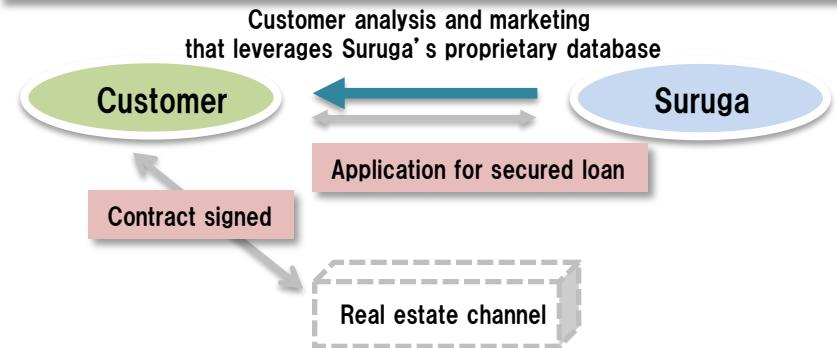 Customer analysis and marketing
that leverages Suruga's proprietary database
Customer
Suruga
Application for secured loan
Contract signed
Real estate channel